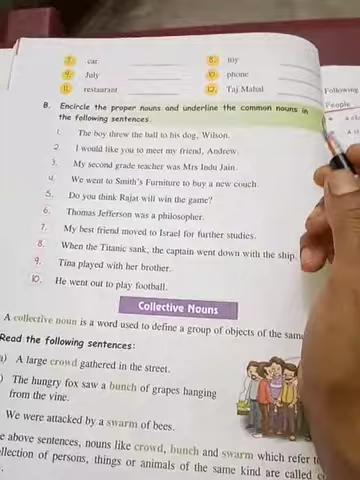 7. car 8. toy
9. July 10. phone
11. restaurant 12. Taj Mahal
B. Encircle the proper nouns and underline the common nouns in
the following sentences.
1. The boy threw the ball to his dog, Wilson.
2. I would like you to meet my friend, Andrew.
3. My second grade teacher was Mrs Indu Jain.
4. We went to Smith's Furniture to buy a new couch.
5. Do you think Rajat will win the game?
6. Thomas Jefferson was a philosopher.
7. My best friend moved to Israel for further studies.
8. When the Titanic sank, the captain went down with the ship.
9. Tina played with her brother.
10. He went out to play football.
Collective Nouns
A collective noun is a word used to define a group of objects of the same
Read the following sentences:
a) A large crowd gathered in the street.
) The hungry fox saw a bunch of grapes hanging
from the vine.
We were attacked by a swarm of bees.
e above sentences, nouns like crowd, bunch and swarm which refer to
llection of persons, things or animals of the same kind are called
Following
People